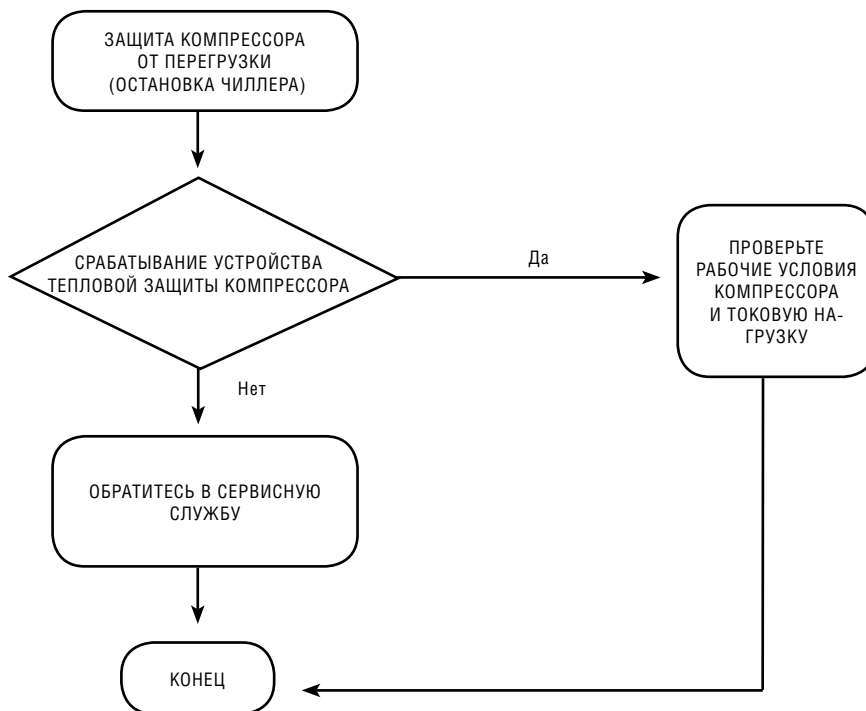 ЗАЩИТА КОМПРЕССОРА
ОТ ПЕРЕГРУЗКИ
(ОСТАНОВКА ЧИЛЛЕРА)
СРАБАТЫВАНИЕ УСТРОЙСТВА
ТЕПЛОВОЙ ЗАЩИТЫ КОМПРЕССОРА
Да
ПРОВЕРЬТЕ
РАБОЧИЕ УСЛОВИЯ
КОМПРЕССОРА
И ТОКОВУЮ НА-
ГРУЗКУ
Нет
ОБРАТИТЕСЬ В СЕРВИСНУЮ
СЛУЖБУ
КОНЕЦ